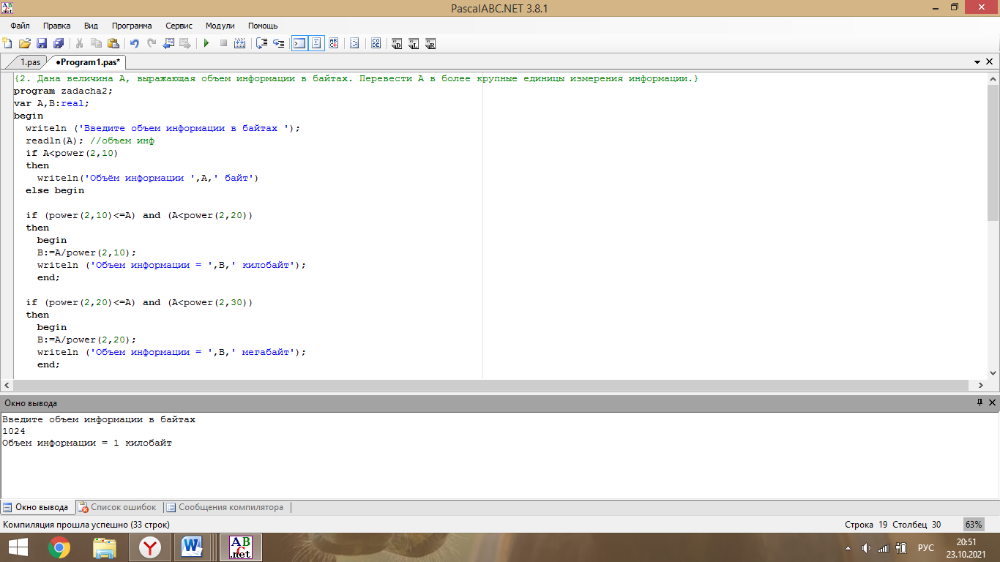 PascalABC.NET 3.8.1
Файл Правка Вид Программа Сервис Модули Помощь
1.pas ●Program1.pas*
{2. Дана величина А, выражающая объем информации в байтах. Перевести А в более крупные единицы измерения информации.}
program zadacha2;
var A,B:real;
begin
writeln ('Введите объем информации в байтах ');
readln(A); //объем инф
if A<power(2,10)
then
writeln('Объём информации ',A,' байт')
else begin
if (power(2,10)<=A) and (A<power(2,20))
then
begin
B:=A/power(2,10);
writeln ('Объем информации = ',B,' килобайт');
end;
if (power(2,20)<=A) and (A<power(2,30))
then
begin
B:=A/power(2,20);
writeln ('Объем информации = ',B,' мегабайт');
end;
Окно вывода
Введите объем информации в байтах
1024
Объем информации = 1 килобайт
Окно вывода Список ошибок Сообщения компилятора
Компиляция прошла успешно (33 строк) Строка 19 Столбец 30 63%
РУС 20:51
23.10.2021